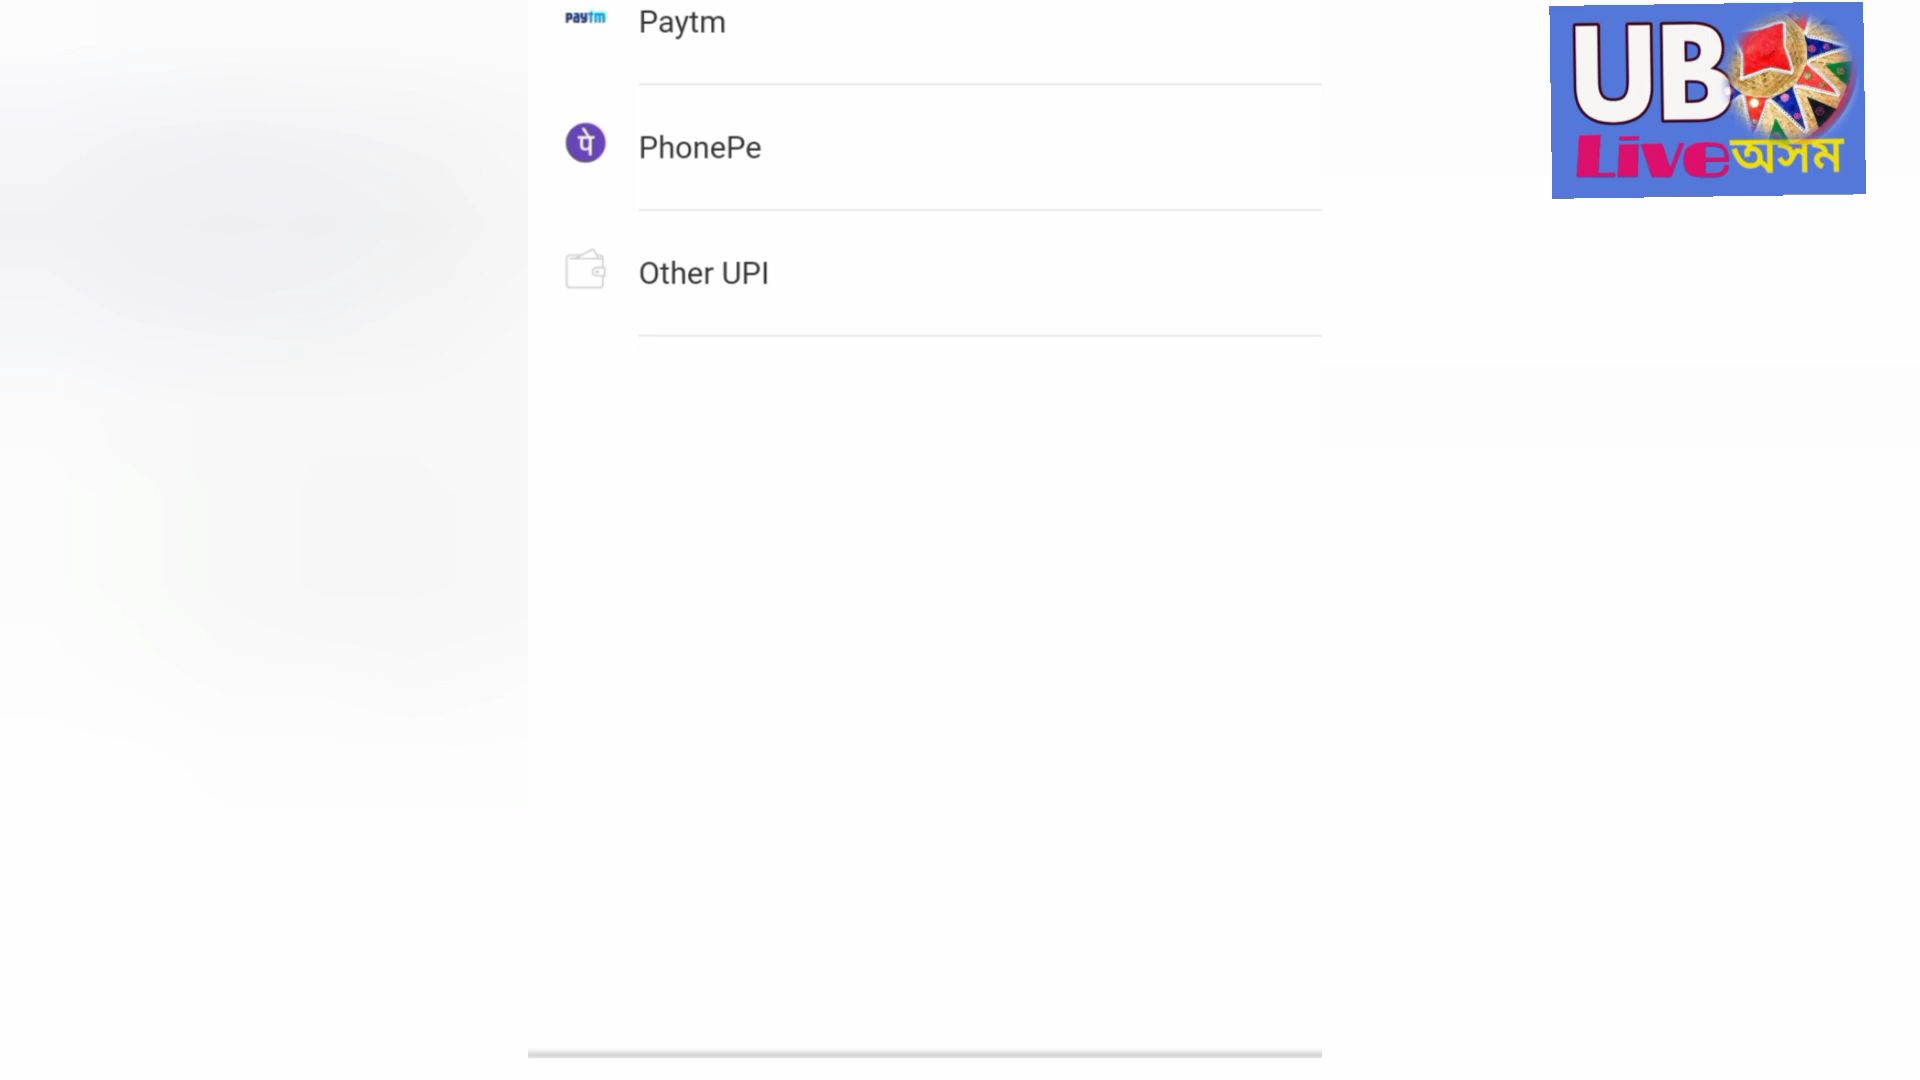 paytm
Paytm
पे
PhonePe
Other UPI
UB
Liveঅসম